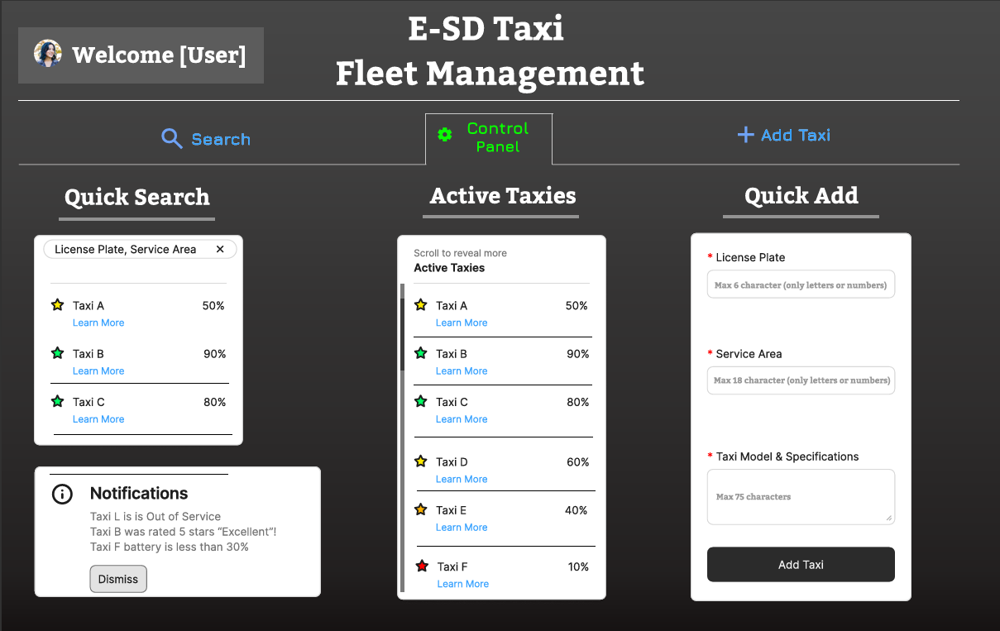 E-SD Taxi
Fleet Management
Welcome [User]
Search
Control
Panel
Add Taxi
Quick Search
License Plate, Service Area
Taxi A 50%
Learn More
Taxi B 90%
Learn More
Taxi C 80%
Learn More
Notifications
Taxi L is is Out of Service
Taxi B was rated 5 stars “Excellent”!
Taxi F battery is less than 30%
Dismiss
Active Taxies
Scroll to reveal more
Active Taxies
Taxi A 50%
Learn More
Taxi B 90%
Learn More
Taxi C 80%
Learn More
Taxi D 60%
Learn More
Taxi E 40%
Learn More
Taxi F 10%
Learn More
Quick Add
* License Plate
Max 6 character (only letters or numbers)
* Service Area
Max 18 character (only letters or numbers)
* Taxi Model & Specifications
Max 75 characters
Add Taxi